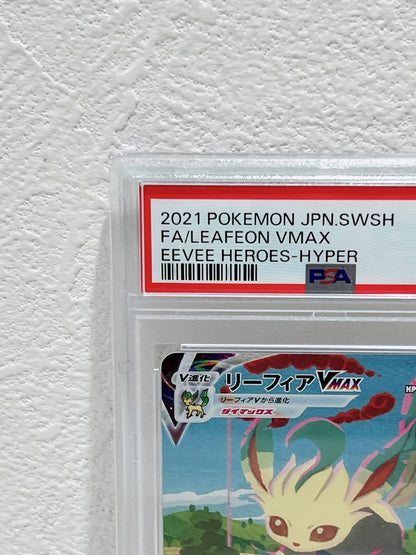 2021 POKEMON JPN.SWSH
FA/LEAFEON VMAX
EEVEE HEROES-HYPER
PSA
V進化
リーフィアVMAX
HP
リーフィアVから進化
ダイマックス